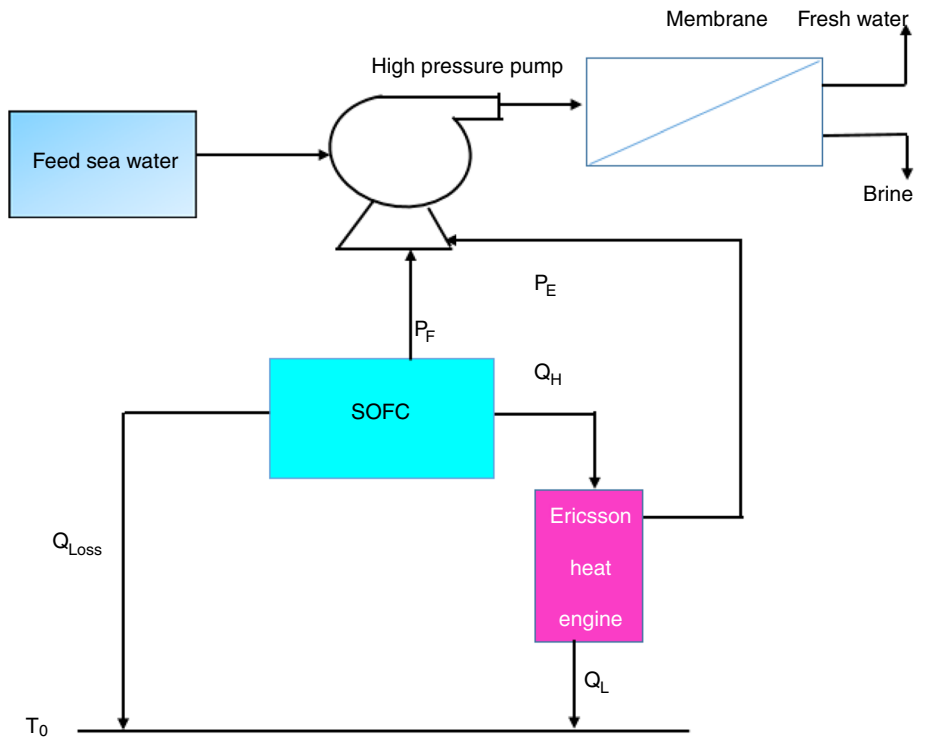 Membrane Fresh water
High pressure pump
Feed sea water
Brine
P_E
P_F
Q_H
SOFC
Ericsson
heat
engine
Q_Loss
Q_L
T_0